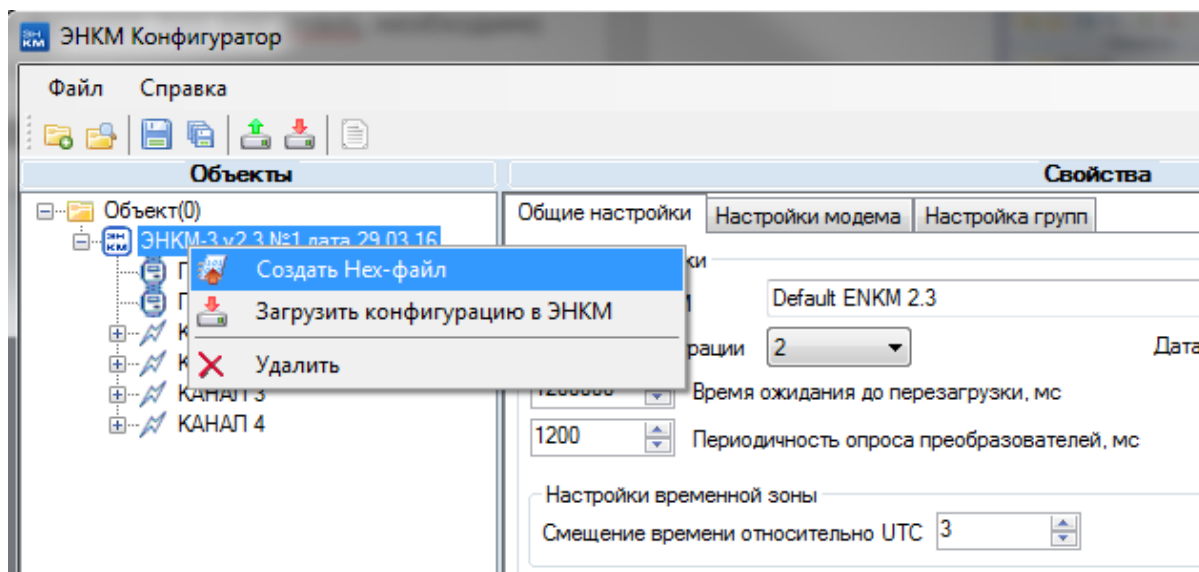 ЭНКМ Конфигуратор
Файл Справка
Объекты
Свойства
Объект(0)
ЭНКМ-3 v2.3 №1 дата 29.03.16
Создать Hex-файл
Загрузить конфигурацию в ЭНКМ
Удалить
КАНАЛ 3
КАНАЛ 4
Общие настройки Настройки модема Настройка групп
Default ENKM 2.3
2 Дата
1200000 Время ожидания до перезагрузки, мс
1200 Периодичность опроса преобразователей, мс
Настройки временной зоны
Смещение времени относительно UTC 3